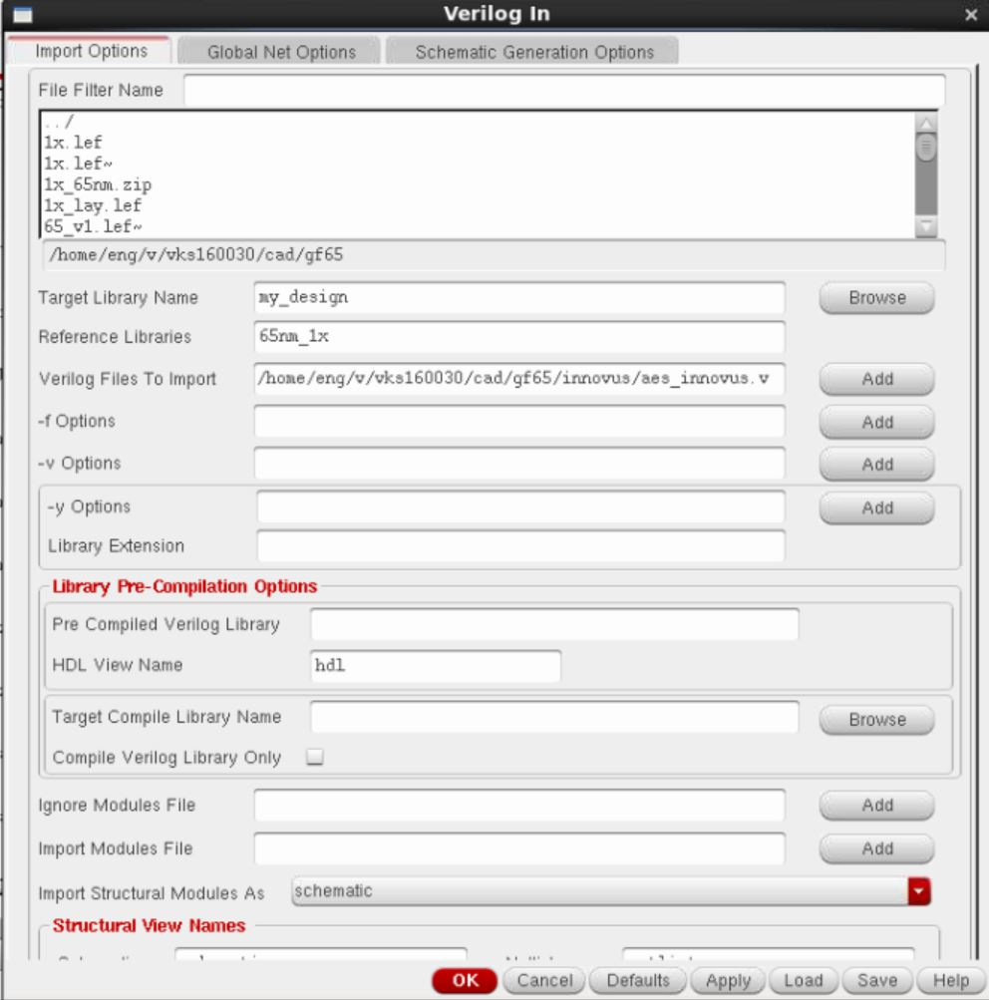 Verilog In
Import Options Global Net Options Schematic Generation Options
File Filter Name
../
1x.lef
1x.lef~
1x_65nm.zip
1x_lay.lef
65_v1.lef~
/home/eng/v/vks160030/cad/gf65
Target Library Name my_design Browse
Reference Libraries 65nm_1x
Verilog Files To Import /home/eng/v/vks160030/cad/gf65/innovus/aes_innovus.v Add
-f Options Add
-v Options Add
-y Options Add
Library Extension
Library Pre-Compilation Options
Pre Compiled Verilog Library
HDL View Name hdl
Target Compile Library Name Browse
Compile Verilog Library Only
Ignore Modules File Add
Import Modules File Add
Import Structural Modules As schematic
Structural View Names
OK Cancel Defaults Apply Load Save Help